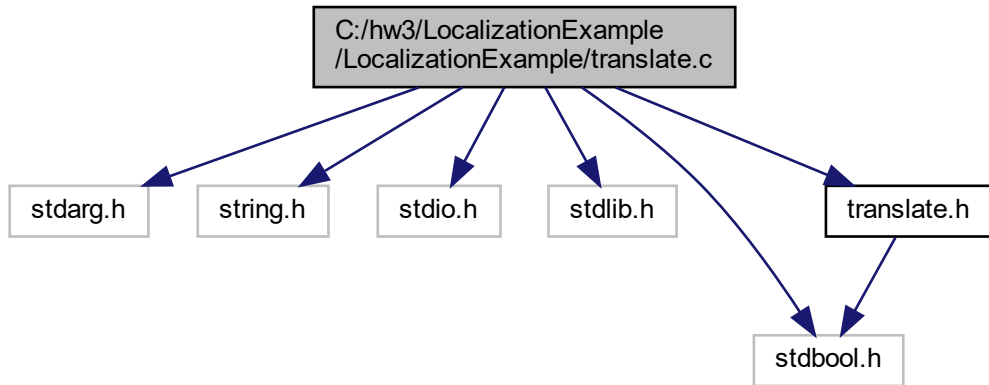 C:/hw3/LocalizationExample
/LocalizationExample/translate.c
stdarg.h
string.h
stdio.h
stdlib.h
translate.h
stdbool.h